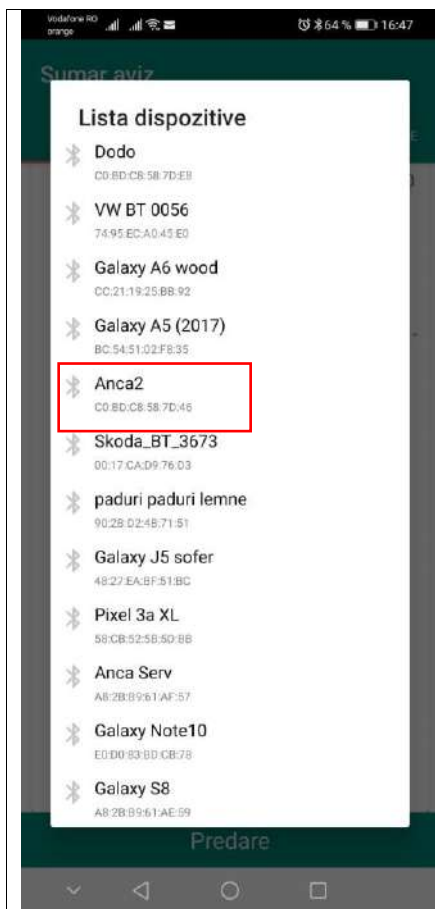 Vodafone RO
orange
64 %
16:47
Sumar aviz
Lista dispozitive
Dodo
C0:BD:C8:58:7D:E8
VW BT 0056
74:95:EC:A0:45:E0
Galaxy A6 wood
CC:21:19:25:BB:92
Galaxy A5 (2017)
BC:54:51:02:FB:35
Anca2
C0:BD:C8:58:7D:46
Skoda_BT_3673
00:17:CA:D9:76:D3
paduri paduri lemne
90:2B:D2:4B:71:51
Galaxy J5 sofer
48:27:EA:BF:51:BC
Pixel 3a XL
58:CB:52:5B:5D:BB
Anca Serv
A8:2B:B9:61:AF:57
Galaxy Note10
E0:D0:83:BD:CB:78
Galaxy S8
A8:2B:B9:61:AE:59
Predare